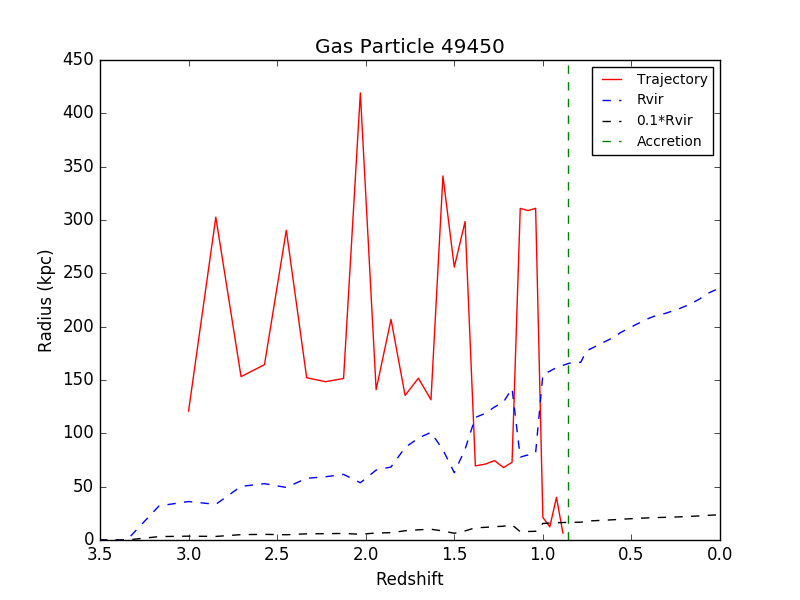 Gas Particle 49450
450
400
350
300
250
200
150
100
50
0
Radius (kpc)
Trajectory
Rvir
0.1*Rvir
Accretion
3.5 3.0 2.5 2.0 1.5 1.0 0.5 0.0
Redshift